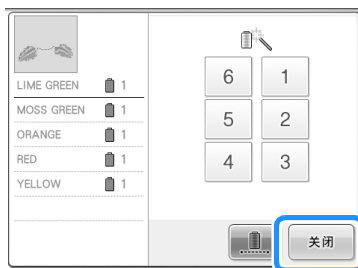 LIME GREEN 1
MOSS GREEN 1
ORANGE 1
RED 1
YELLOW 1
6 1
5 2
4 3
关闭